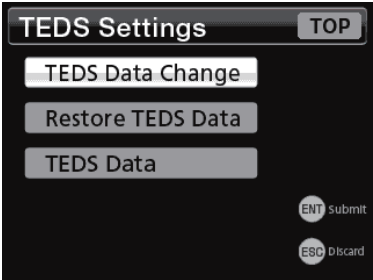 TEDS Settings TOP
TEDS Data Change
Restore TEDS Data
TEDS Data
ENT Submit
ESC Discard